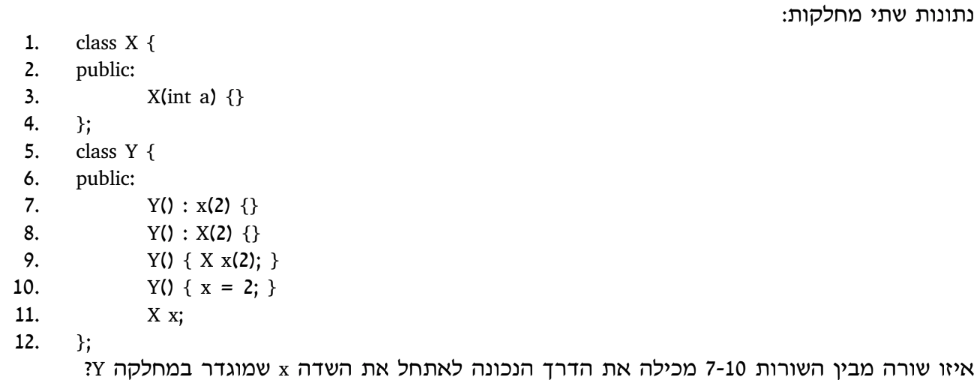 נתונות שתי מחלקות:
1. class X {
2. public:
3. X(int a) {}
4. };
5. class Y {
6. public:
7. Y() : x(2) {}
8. Y() : X(2) {}
9. Y() { X x(2); }
10. Y() { x = 2; }
11. X x;
12. };
איזו שורה מבין השורות 7-10 מכילה את הדרך הנכונה לאתחל את השדה x שמוגדר במחלקה Y?